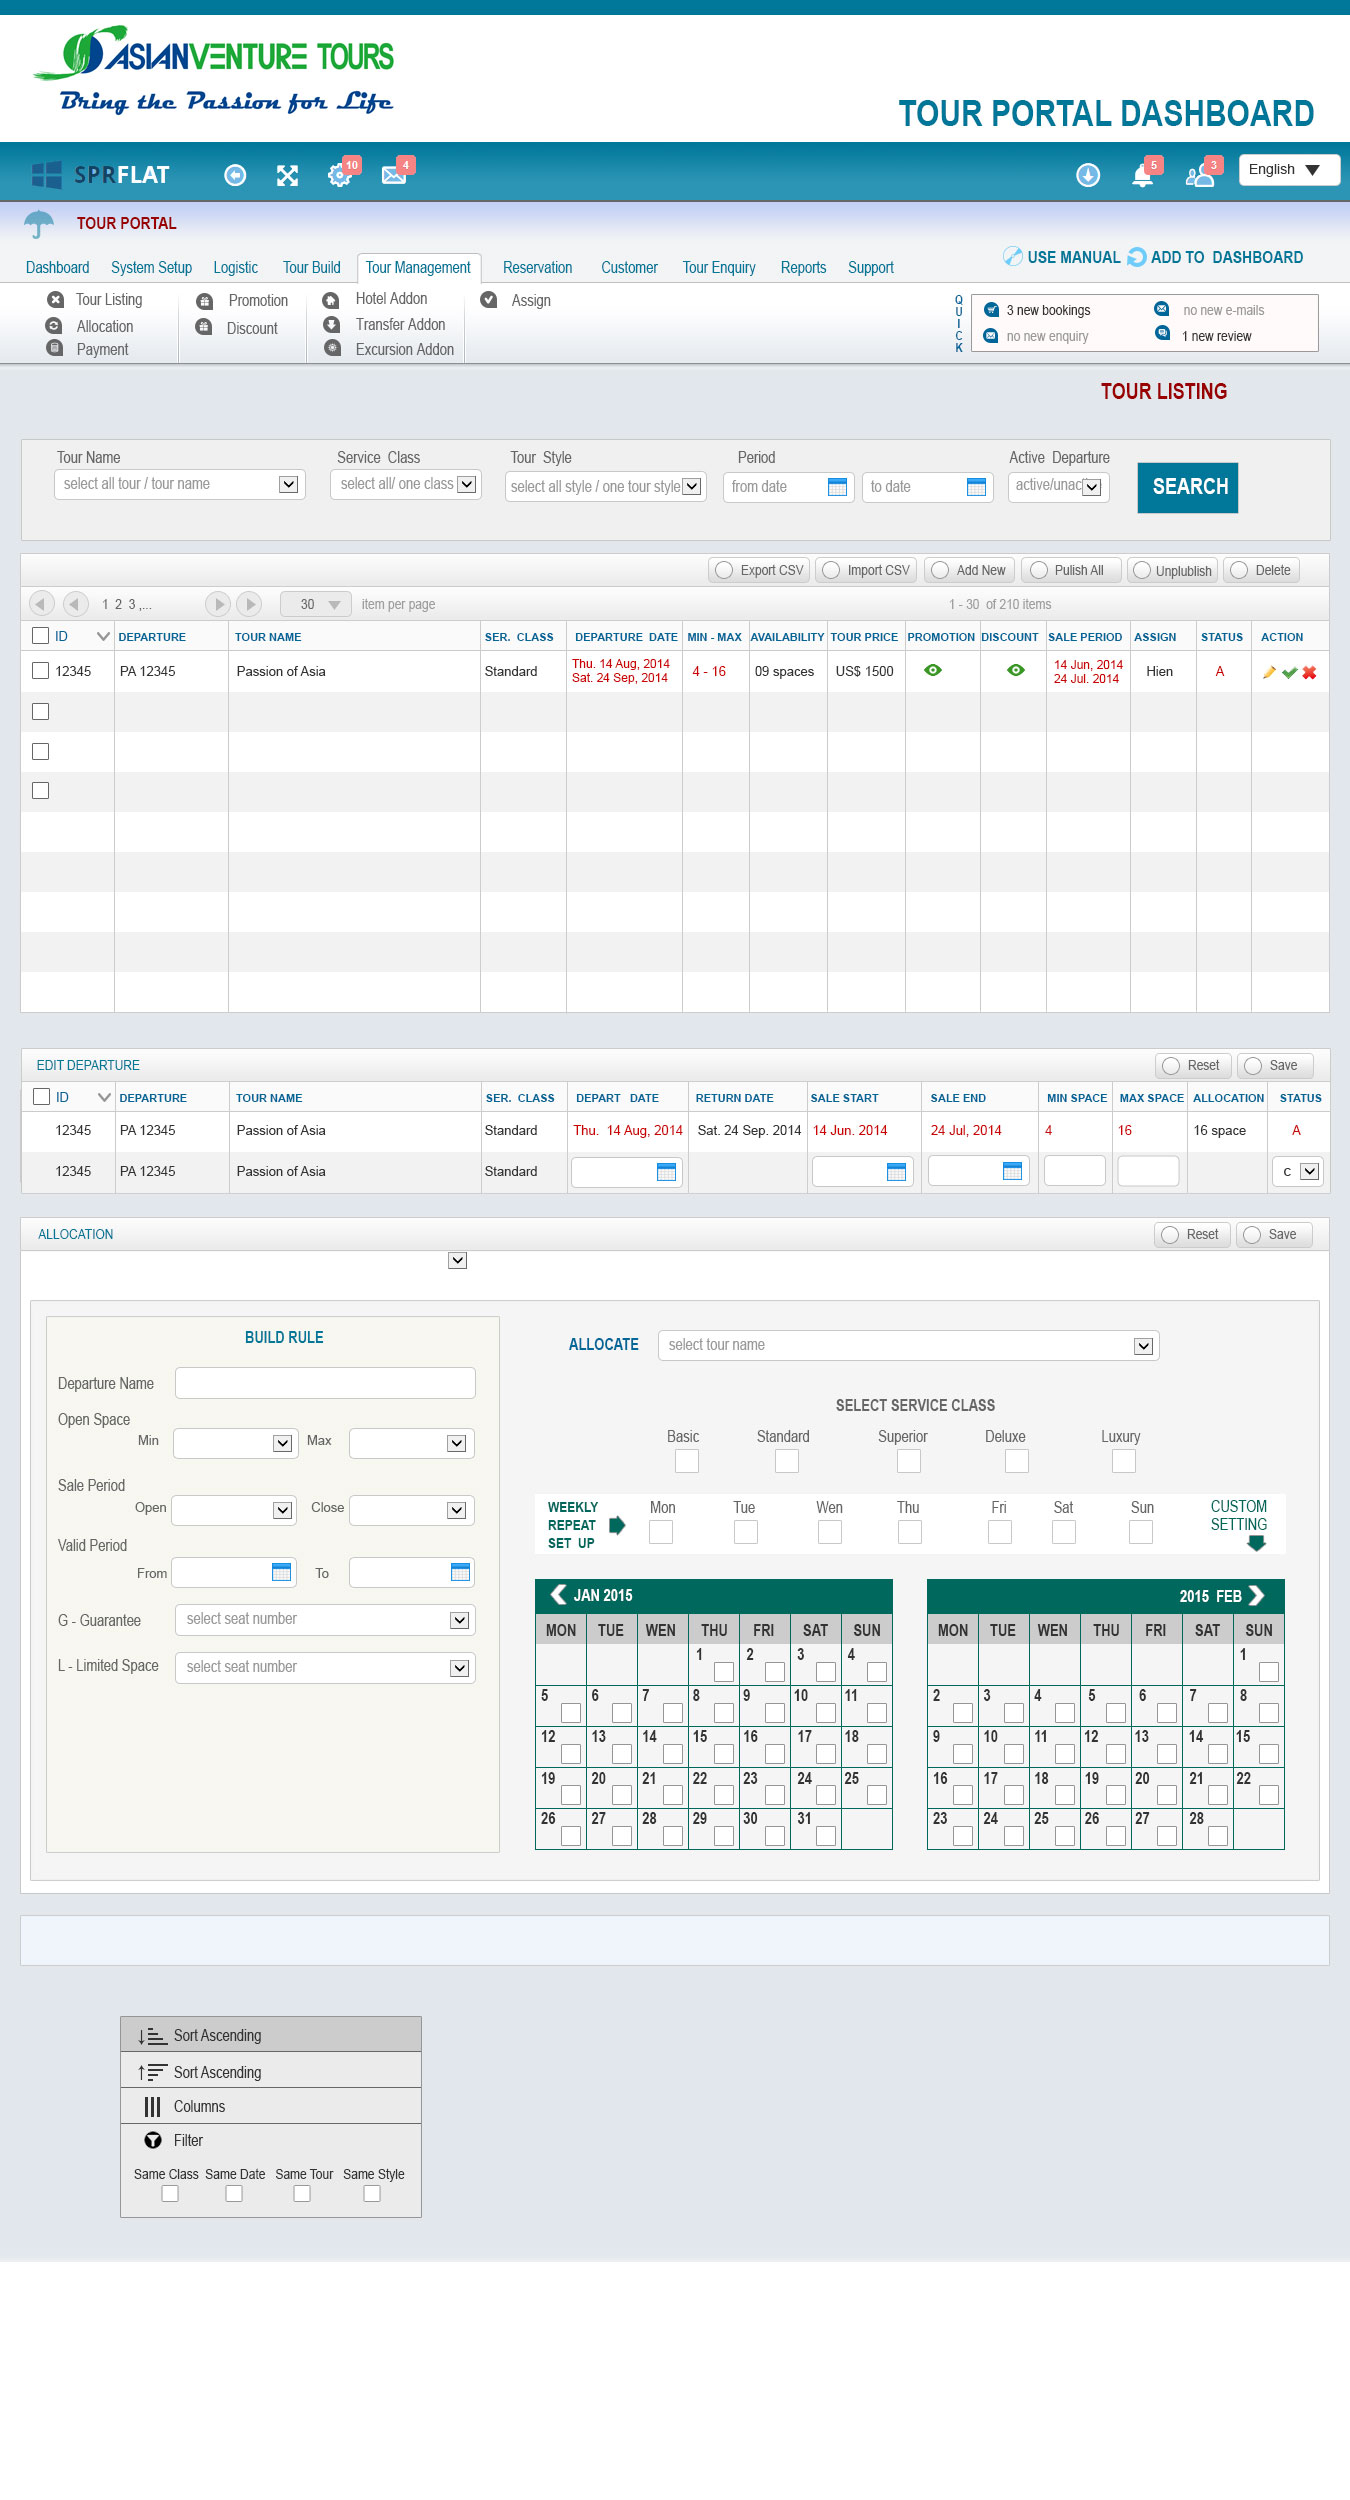 ASIANVENTURE TOURS
Bring the Passion for Life
TOUR PORTAL DASHBOARD
SPRFLAT 10 4 5 3 English
TOUR PORTAL
USE MANUAL ADD TO DASHBOARD
Dashboard System Setup Logistic Tour Build Tour Management Reservation Customer Tour Enquiry Reports Support
Tour Listing Promotion Hotel Addon Assign
Allocation Discount Transfer Addon
Payment Excursion Addon
QUICK
3 new bookings no new e-mails
no new enquiry 1 new review
TOUR LISTING
Tour Name Service Class Tour Style Period Active Departure
select all tour / tour name select all/ one class select all style / one tour style from date to date active/unac SEARCH
Export CSV Import CSV Add New Pulish All Unplublish Delete
1 2 3 ,... 30 item per page 1 - 30 of 210 items
ID DEPARTURE TOUR NAME SER. CLASS DEPARTURE DATE MIN - MAX AVAILABILITY TOUR PRICE PROMOTION DISCOUNT SALE PERIOD ASSIGN STATUS ACTION
12345 PA 12345 Passion of Asia Standard Thu. 14 Aug, 2014 4 - 16 09 spaces US$ 1500 14 Jun, 2014 Hien A
Sat. 24 Sep, 2014 24 Jul. 2014
EDIT DEPARTURE Reset Save
ID DEPARTURE TOUR NAME SER. CLASS DEPART DATE RETURN DATE SALE START SALE END MIN SPACE MAX SPACE ALLOCATION STATUS
12345 PA 12345 Passion of Asia Standard Thu. 14 Aug, 2014 Sat. 24 Sep. 2014 14 Jun. 2014 24 Jul, 2014 4 16 16 space A
12345 PA 12345 Passion of Asia Standard c
ALLOCATION Reset Save
BUILD RULE
Departure Name
Open Space
Min Max
Sale Period
Open Close
Valid Period
From To
G - Guarantee select seat number
L - Limited Space select seat number
ALLOCATE select tour name
SELECT SERVICE CLASS
Basic Standard Superior Deluxe Luxury
WEEKLY REPEAT SET UP Mon Tue Wen Thu Fri Sat Sun CUSTOM SETTING
JAN 2015
MON TUE WEN THU FRI SAT SUN
1 2 3 4
5 6 7 8 9 10 11
12 13 14 15 16 17 18
19 20 21 22 23 24 25
26 27 28 29 30 31
2015 FEB
MON TUE WEN THU FRI SAT SUN
1
2 3 4 5 6 7 8
9 10 11 12 13 14 15
16 17 18 19 20 21 22
23 24 25 26 27 28
Sort Ascending
Sort Ascending
Columns
Filter
Same Class Same Date Same Tour Same Style